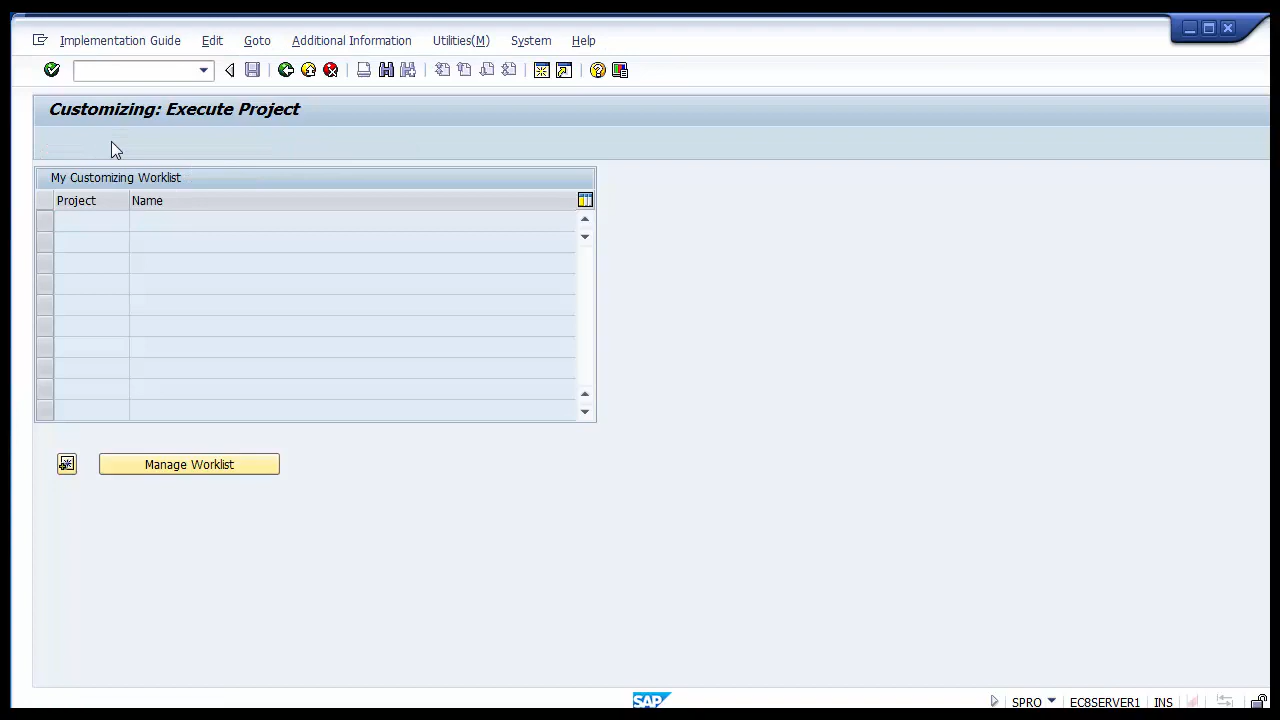 Implementation Guide Edit Goto Additional Information Utilities(M) System Help
Customizing: Execute Project
My Customizing Worklist
Project Name
Manage Worklist
SAP SPRO EC8SERVER1 INS